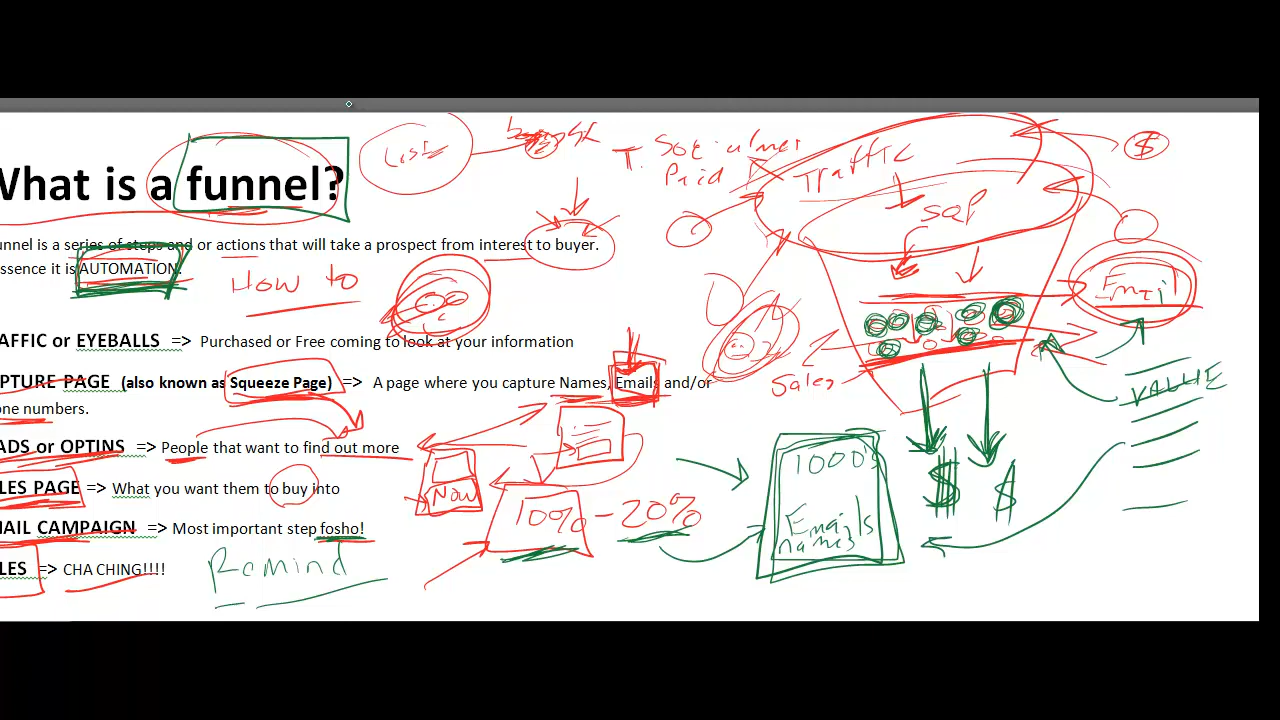 What is a funnel?
unnel is a series of steps and or actions that will take a prospect from interest to buyer.
ssence it is AUTOMATION.
How to
AFFIC or EYEBALLS => Purchased or Free coming to look at your information
PTURE PAGE (also known as Squeeze Page) => A page where you capture Names, Emails and/or
one numbers.
ADS or OPTINS => People that want to find out more
LES PAGE => What you want them to buy into
AIL CAMPAIGN => Most important step fosho!
LES => CHA CHING!!!!
Remind
Now
10% - 20%
T.
Paid
Traffic
$
Email
Sales
VALUE
1000's
Emails
names
$ $